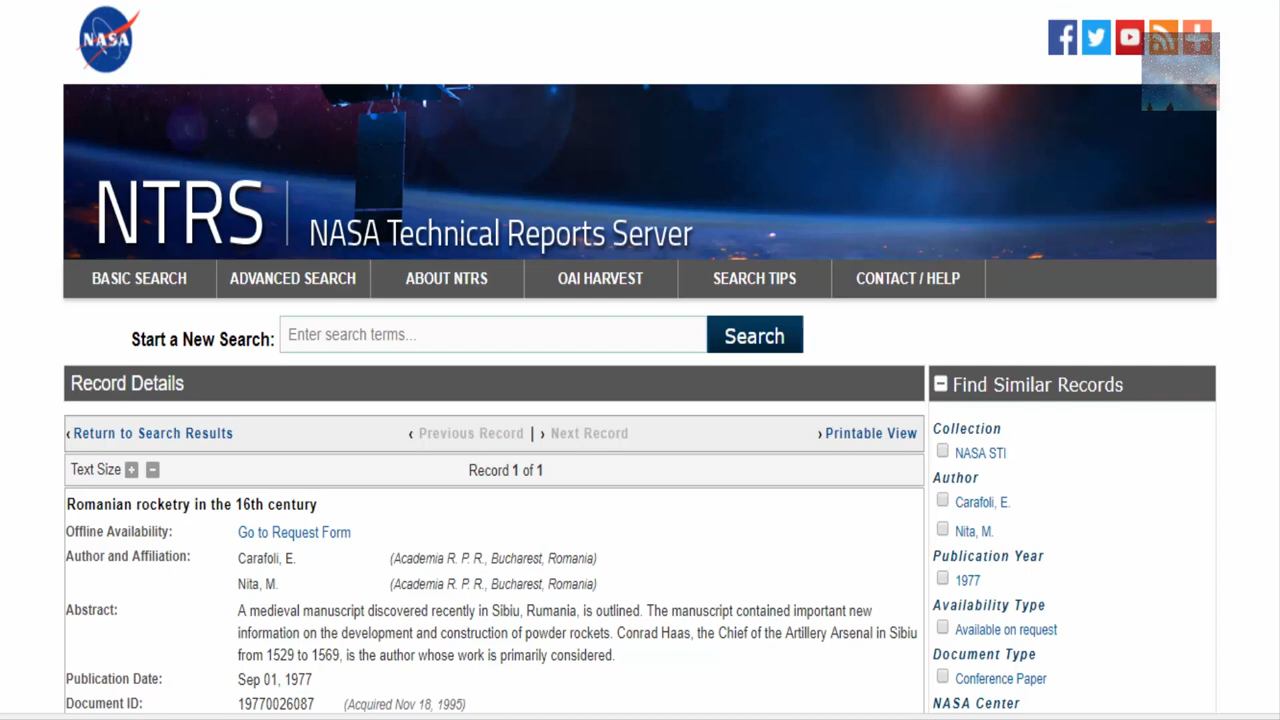 NASA
NTRS | NASA Technical Reports Server
BASIC SEARCH ADVANCED SEARCH ABOUT NTRS OAI HARVEST SEARCH TIPS CONTACT / HELP
Start a New Search: Enter search terms... Search
Record Details
‹Return to Search Results ‹ Previous Record | › Next Record › Printable View
Text Size + - Record 1 of 1
Romanian rocketry in the 16th century
Offline Availability: Go to Request Form
Author and Affiliation: Carafoli, E. (Academia R. P. R., Bucharest, Romania)
Nita, M. (Academia R. P. R., Bucharest, Romania)
Abstract: A medieval manuscript discovered recently in Sibiu, Rumania, is outlined. The manuscript contained important new
information on the development and construction of powder rockets. Conrad Haas, the Chief of the Artillery Arsenal in Sibiu
from 1529 to 1569, is the author whose work is primarily considered.
Publication Date: Sep 01, 1977
Document ID: 19770026087 (Acquired Nov 18, 1995)
Find Similar Records
Collection
NASA STI
Author
Carafoli, E.
Nita, M.
Publication Year
1977
Availability Type
Available on request
Document Type
Conference Paper
NASA Center